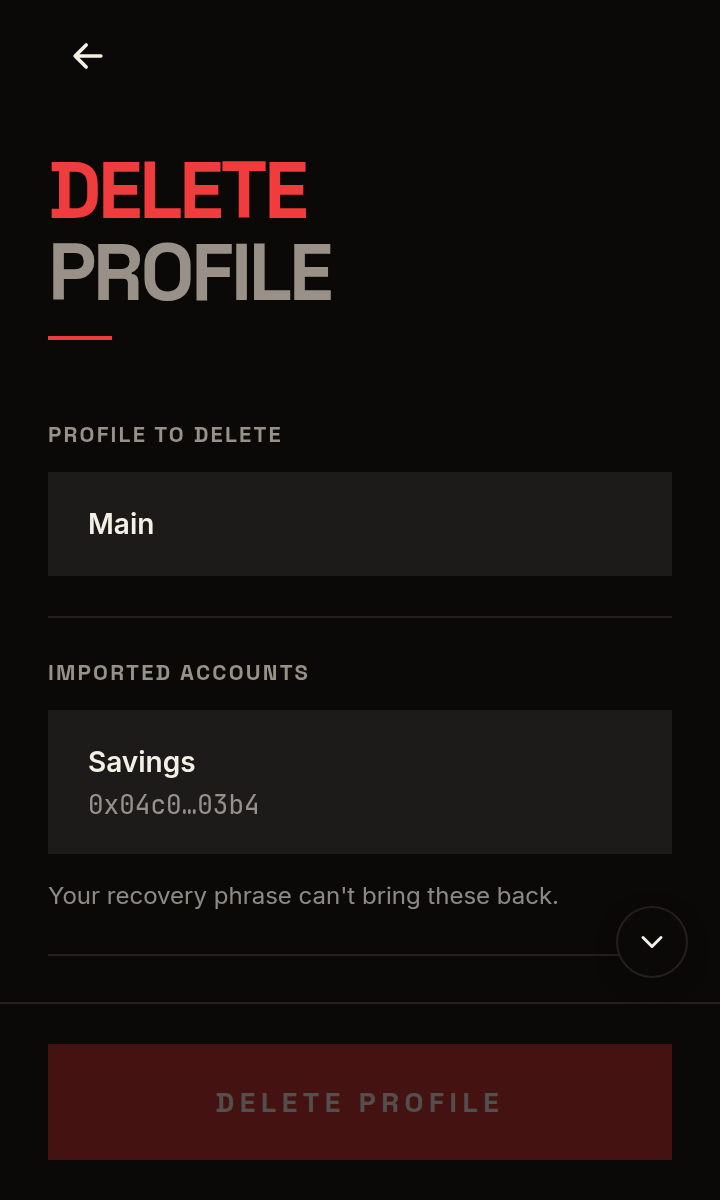 DELETE
PROFILE
PROFILE TO DELETE
Main
IMPORTED ACCOUNTS
Savings
0x04c0…03b4
Your recovery phrase can't bring these back.
DELETE PROFILE